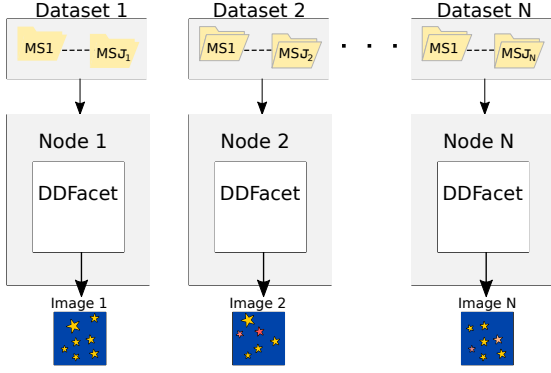 Dataset 1 Dataset 2 Dataset N
MS1 MSJ₁ MS1 MSJ₂ . . . MS1 MSJ_N
Node 1 Node 2 Node N
DDFacet DDFacet DDFacet
Image 1 Image 2 Image N